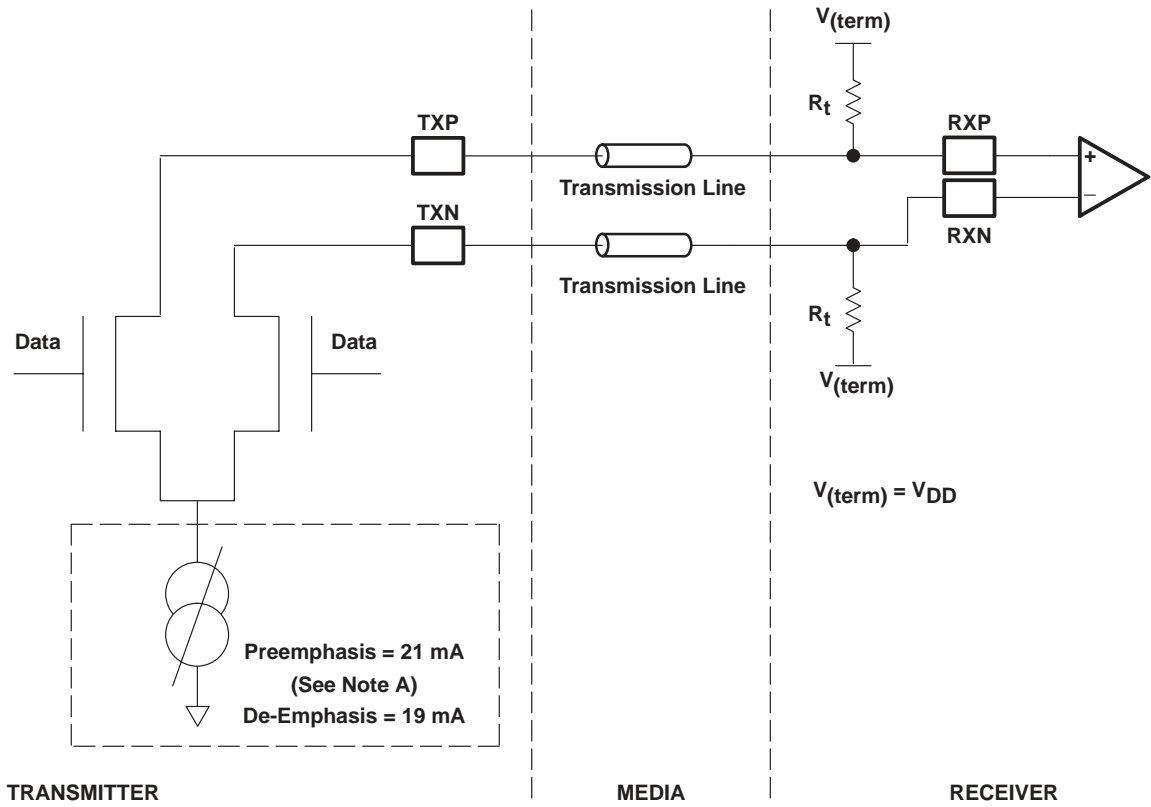 V(term)
Rt
TXP
RXP
+
Transmission Line
−
TXN
RXN
Transmission Line
Rt
Data
Data
V(term)
V(term) = VDD
Preemphasis = 21 mA
(See Note A)
De-Emphasis = 19 mA
TRANSMITTER
MEDIA
RECEIVER